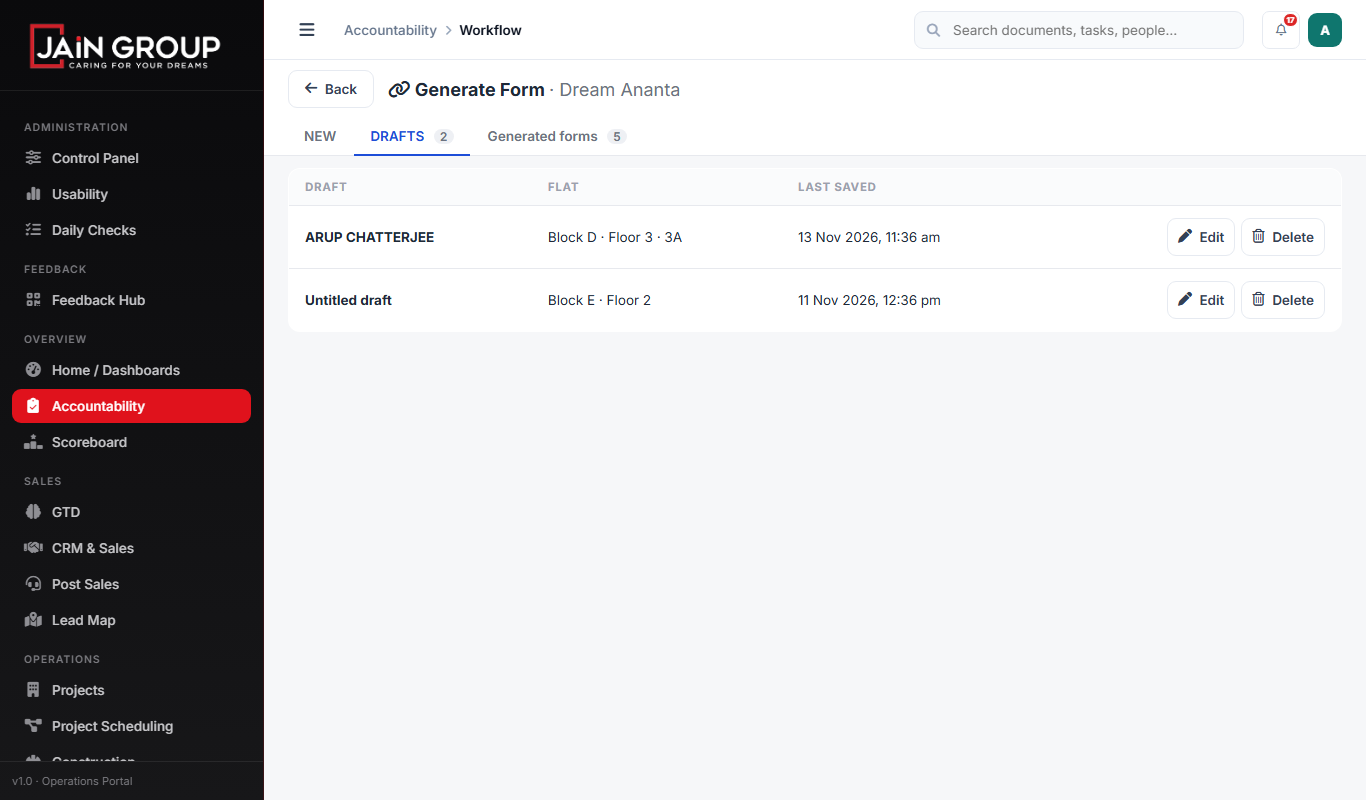 JAIN GROUP
CARING FOR YOUR DREAMS
ADMINISTRATION
Control Panel
Usability
Daily Checks
FEEDBACK
Feedback Hub
OVERVIEW
Home / Dashboards
Accountability
Scoreboard
SALES
GTD
CRM & Sales
Post Sales
Lead Map
OPERATIONS
Projects
Project Scheduling
Construction
v1.0 · Operations Portal
Accountability > Workflow
Search documents, tasks, people...
17
A
Back
Generate Form · Dream Ananta
NEW DRAFTS 2 Generated forms 5
DRAFT FLAT LAST SAVED
ARUP CHATTERJEE Block D · Floor 3 · 3A 13 Nov 2026, 11:36 am Edit Delete
Untitled draft Block E · Floor 2 11 Nov 2026, 12:36 pm Edit Delete